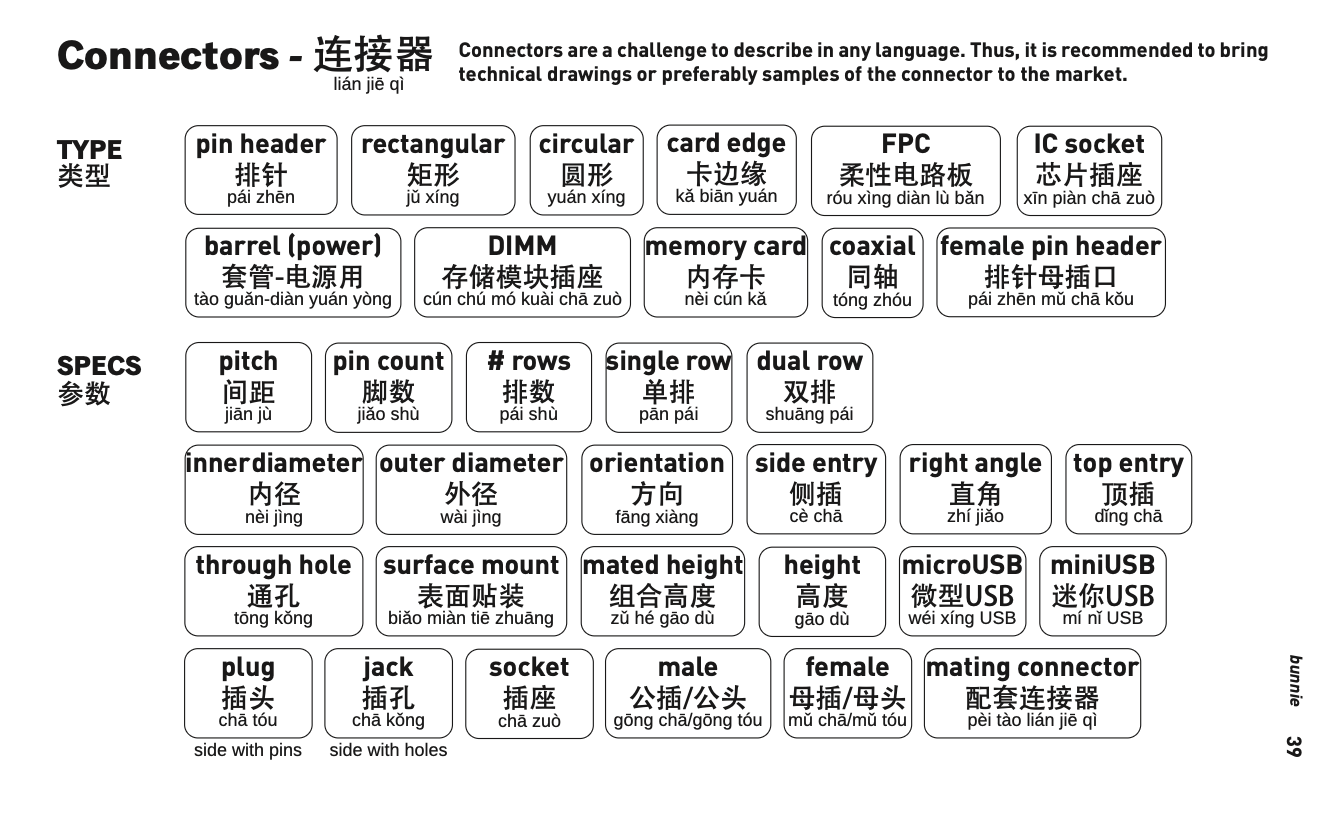 Connectors - 连接器
lián jiē qì
Connectors are a challenge to describe in any language. Thus, it is recommended to bring
technical drawings or preferably samples of the connector to the market.
TYPE
类型
pin header
排针
pái zhēn
rectangular
矩形
jǔ xíng
circular
圆形
yuán xíng
card edge
卡边缘
kǎ biān yuán
FPC
柔性电路板
róu xìng diàn lù bǎn
IC socket
芯片插座
xīn piàn chā zuò
barrel (power)
套管-电源用
tào guǎn-diàn yuán yòng
DIMM
存储模块插座
cún chú mó kuài chā zuò
memory card
内存卡
nèi cún kǎ
coaxial
同轴
tóng zhóu
female pin header
排针母插口
pái zhēn mǔ chā kǒu
SPECS
参数
pitch
间距
jiān jù
pin count
脚数
jiǎo shù
# rows
排数
pái shù
single row
单排
pān pái
dual row
双排
shuāng pái
inner diameter
内径
nèi jìng
outer diameter
外径
wài jìng
orientation
方向
fāng xiàng
side entry
侧插
cè chā
right angle
直角
zhí jiǎo
top entry
顶插
dǐng chā
through hole
通孔
tōng kǒng
surface mount
表面贴装
biǎo miàn tiē zhuāng
mated height
组合高度
zǔ hé gāo dù
height
高度
gāo dù
microUSB
微型USB
wéi xíng USB
miniUSB
迷你USB
mí nǐ USB
plug
插头
chā tóu
side with pins
jack
插孔
chā kǒng
side with holes
socket
插座
chā zuò
male
公插/公头
gōng chā/gōng tóu
female
母插/母头
mǔ chā/mǔ tóu
mating connector
配套连接器
pèi tào lián jiē qì
bunnie 39